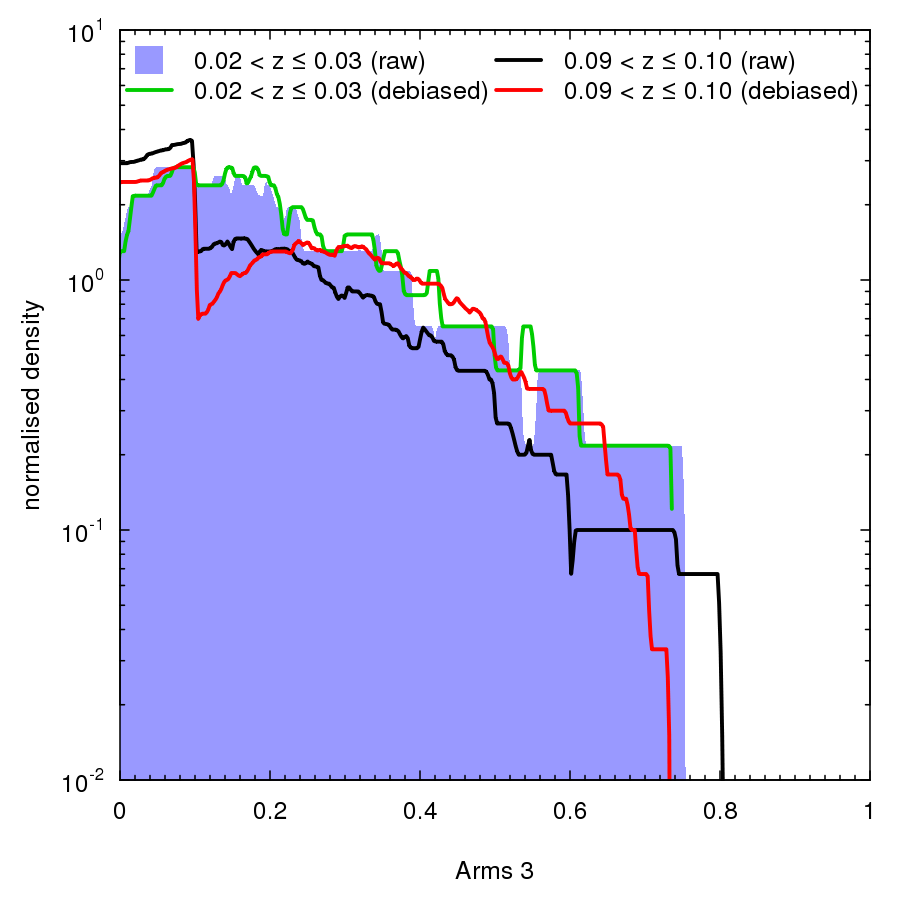 10^1
0.02 < z ≤ 0.03 (raw) 0.09 < z ≤ 0.10 (raw)
0.02 < z ≤ 0.03 (debiased) 0.09 < z ≤ 0.10 (debiased)
10^0
normalised density
10^-1
10^-2
0 0.2 0.4 0.6 0.8 1
Arms 3